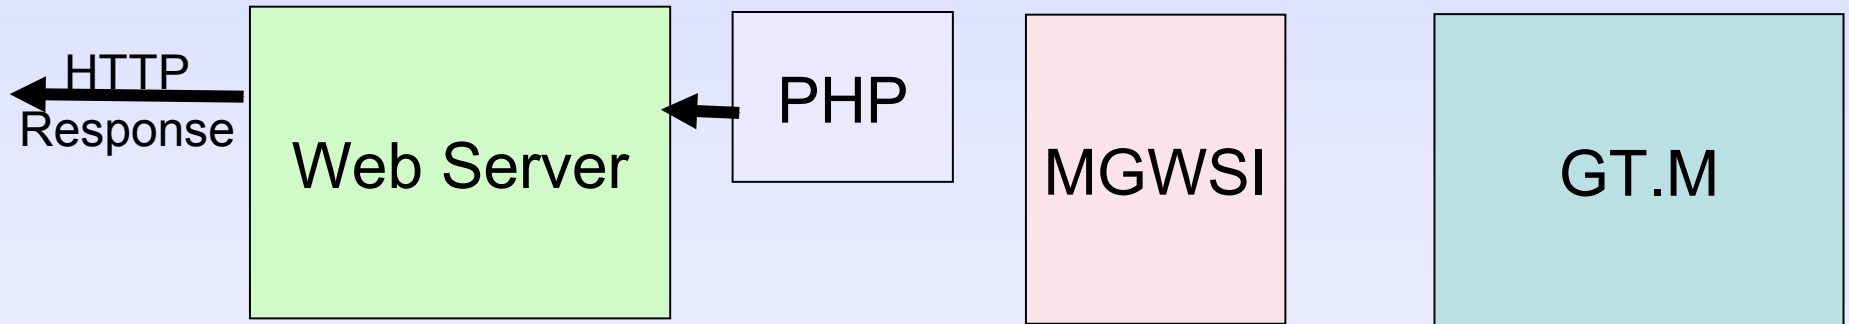 HTTP
Response
Web Server
PHP
MGWSI
GT.M